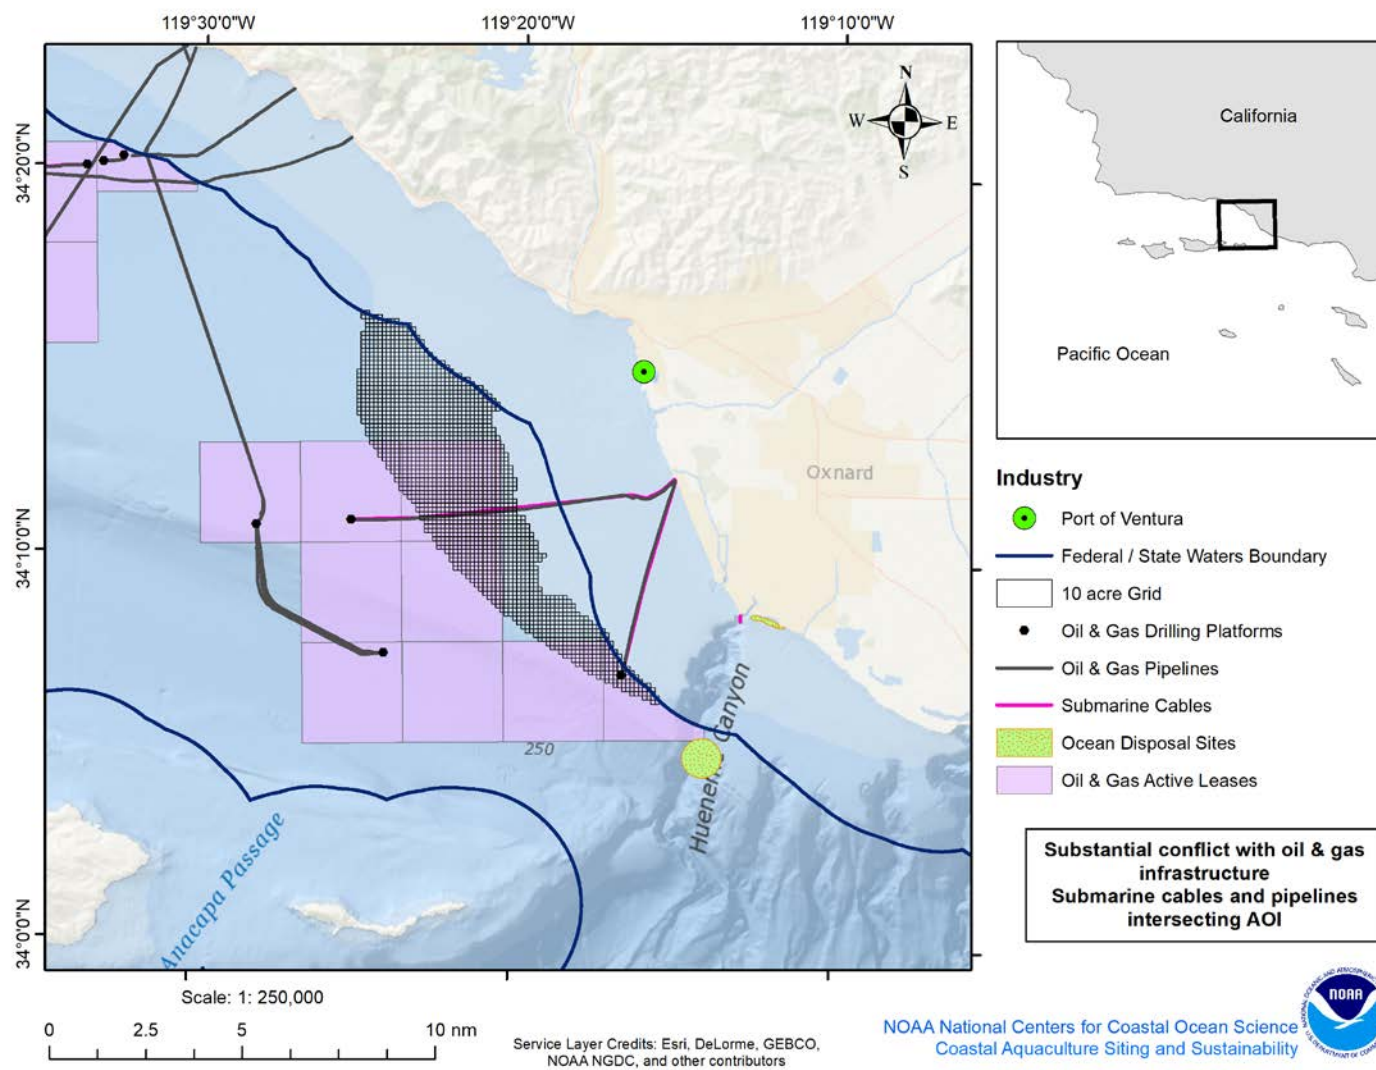 119°30'0"W
119°20'0"W
119°10'0"W
34°20'0"N
34°10'0"N
34°0'0"N
N
W
E
S
Oxnard
250
Hueneme Canyon
Anacapa Passage
California
Pacific Ocean
Industry
Port of Ventura
Federal / State Waters Boundary
10 acre Grid
Oil & Gas Drilling Platforms
Oil & Gas Pipelines
Submarine Cables
Ocean Disposal Sites
Oil & Gas Active Leases
Substantial conflict with oil & gas
infrastructure
Submarine cables and pipelines
intersecting AOI
Scale: 1: 250,000
0
2.5
5
10 nm
Service Layer Credits: Esri, DeLorme, GEBCO,
NOAA NGDC, and other contributors
NOAA National Centers for Coastal Ocean Science
Coastal Aquaculture Siting and Sustainability
NOAA